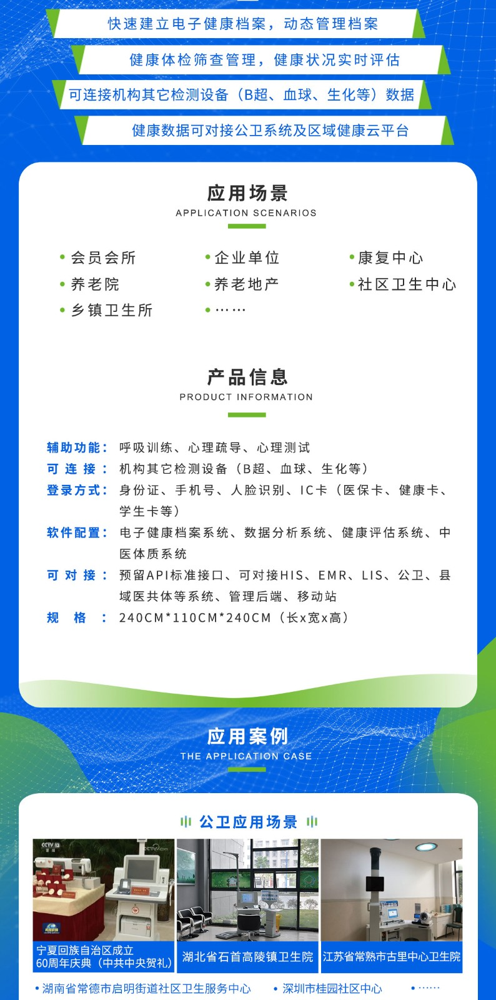 快速建立电子健康档案，动态管理档案
健康体检筛查管理，健康状况实时评估
可连接机构其它检测设备（B超、血球、生化等）数据
健康数据可对接公卫系统及区域健康云平台
应用场景
APPLICATION SCENARIOS
• 会员会所
• 企业单位
• 康复中心
• 养老院
• 养老地产
• 社区卫生中心
• 乡镇卫生所
• ……
产品信息
PRODUCT INFORMATION
辅助功能： 呼吸训练、心理疏导、心理测试
可连接： 机构其它检测设备（B超、血球、生化等）
登录方式： 身份证、手机号、人脸识别、IC卡（医保卡、健康卡、
学生卡等）
软件配置： 电子健康档案系统、数据分析系统、健康评估系统、中
医体质系统
可对接： 预留API标准接口、可对接HIS、EMR、LIS、公卫、县
域医共体等系统、管理后端、移动站
规格： 240CM*110CM*240CM（长x宽x高）
应用案例
THE APPLICATION CASE
公卫应用场景
CCTV 13
宁夏回族自治区成立
60周年庆典（中共中央贺礼）
湖北省石首高陵镇卫生院
江苏省常熟市古里中心卫生院
• 湖南省常德市启明街道社区卫生服务中心
• 深圳市桂园社区中心
• ……